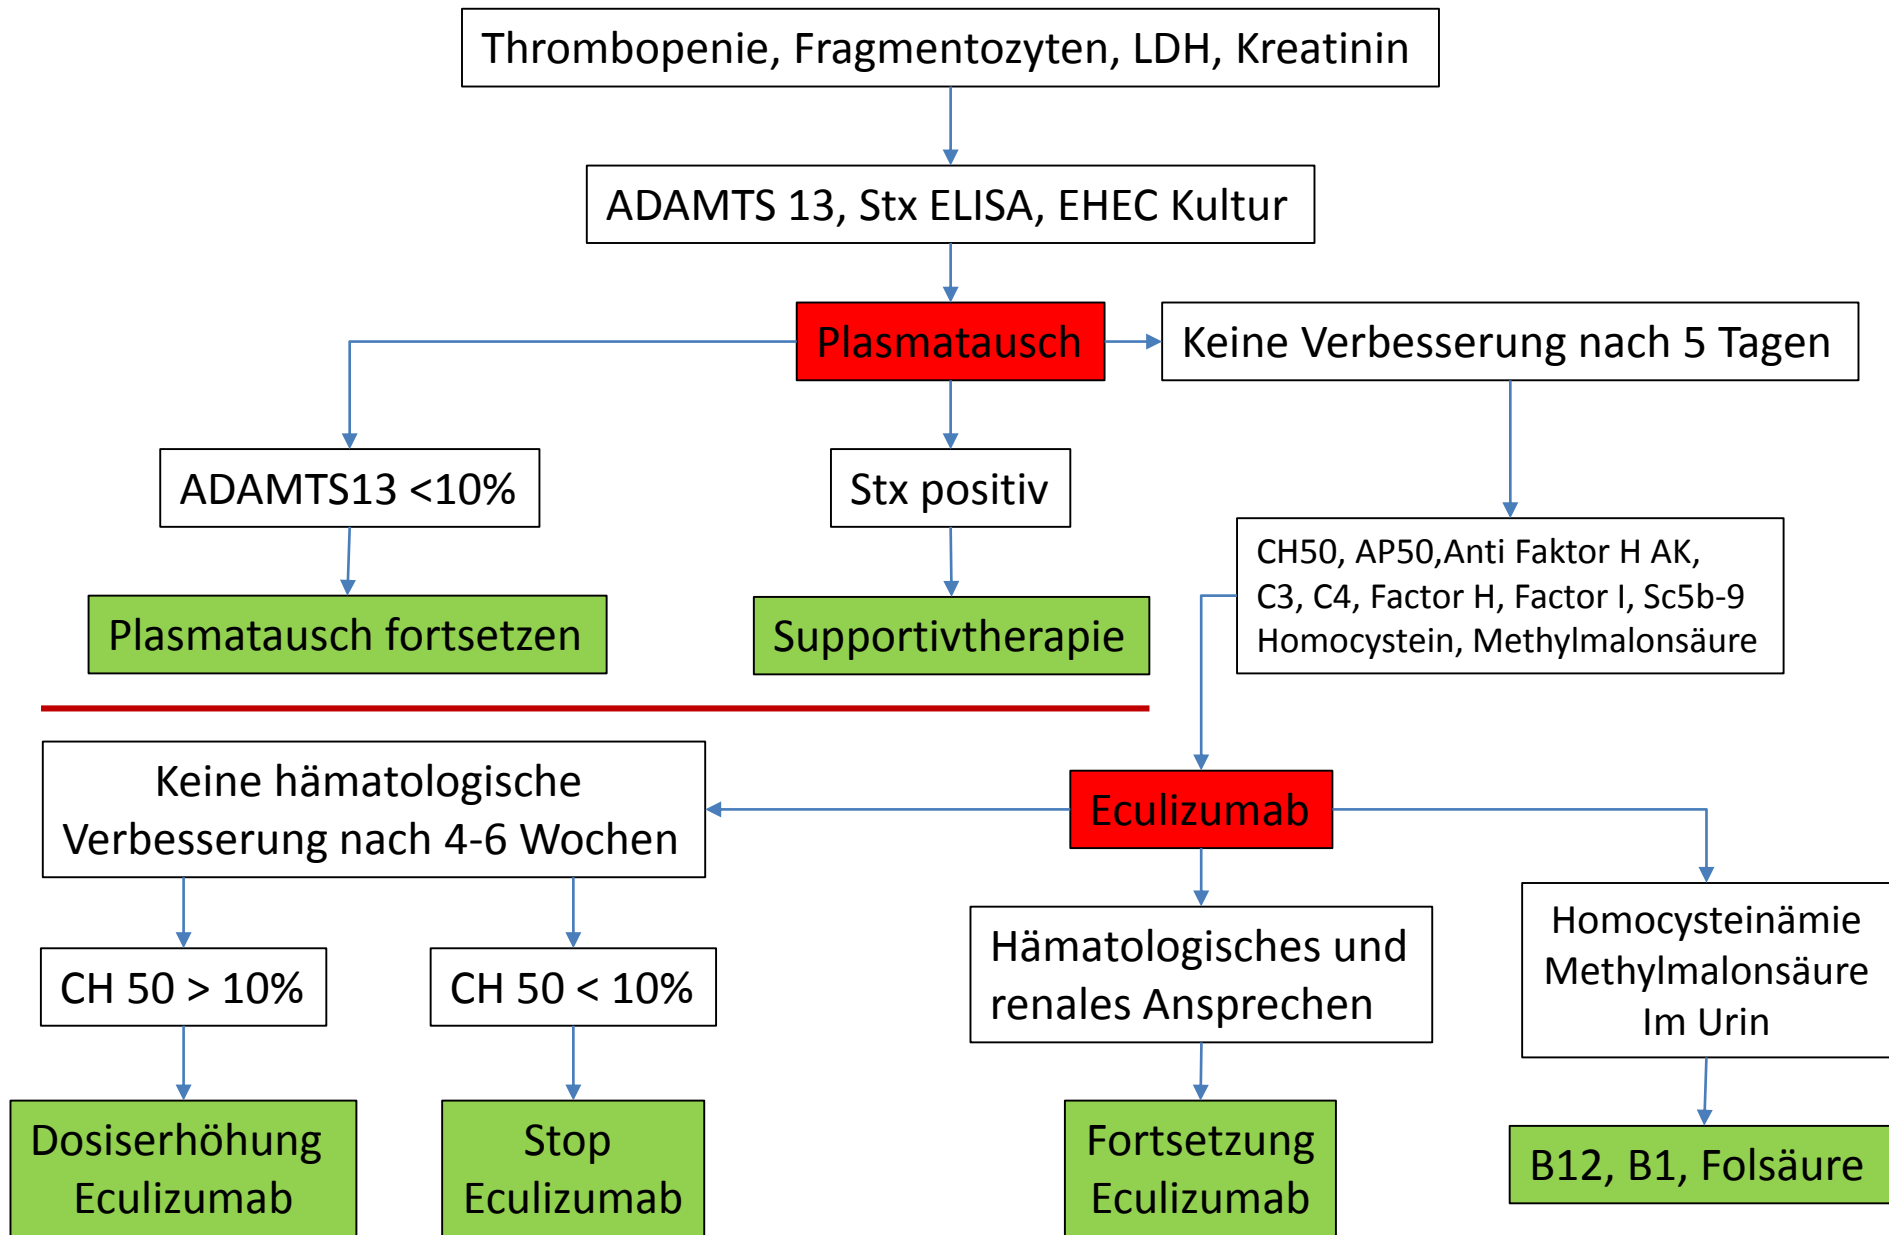 Thrombopenie, Fragmentozyten, LDH, Kreatinin
ADAMTS 13, Stx ELISA, EHEC Kultur
Plasmatausch
Keine Verbesserung nach 5 Tagen
ADAMTS13 <10%
Stx positiv
CH50, AP50,Anti Faktor H AK,
C3, C4, Factor H, Factor I, Sc5b-9
Homocystein, Methylmalonsäure
Plasmatausch fortsetzen
Supportivtherapie
Keine hämatologische
Verbesserung nach 4-6 Wochen
Eculizumab
CH 50 > 10%
CH 50 < 10%
Hämatologisches und
renales Ansprechen
Homocysteinämie
Methylmalonsäure
Im Urin
Dosiserhöhung
Eculizumab
Stop
Eculizumab
Fortsetzung
Eculizumab
B12, B1, Folsäure